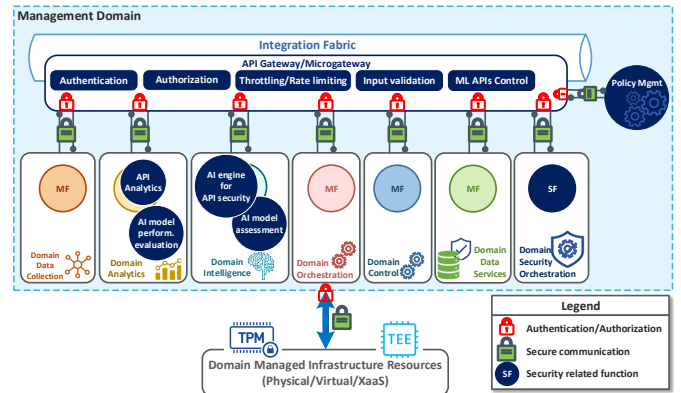 Management Domain
Integration Fabric
API Gateway/Microgateway
Authentication
Authorization
Throttling/Rate limiting
Input validation
ML APIs Control
Policy Mgmt
MF
API
Analytics
AI model
perform.
evaluation
AI engine
for
API security
AI model
assessment
MF
MF
MF
SF
Domain
Data
Collection
Domain
Analytics
Domain
Intelligence
Domain
Orchestration
Domain
Control
Domain
Data
Services
Domain
Security
Orchestration
TPM
TEE
Domain Managed Infrastructure Resources
(Physical/Virtual/XaaS)
Legend
Authentication/Authorization
Secure communication
SF
Security related function